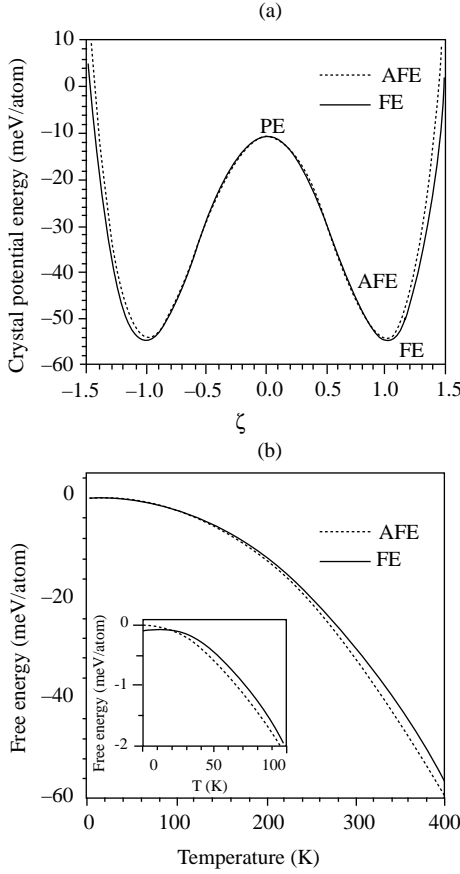 (a)
Crystal potential energy (meV/atom)
10
0
−10
−20
−30
−40
−50
−60
AFE
FE
PE
AFE
FE
−1.5 −1.0 −0.5 0.0 0.5 1.0 1.5
ζ
(b)
Free energy (meV/atom)
0
−20
−40
−60
AFE
FE
Free energy (meV/atom)
0
-1
-2
0 50 100
T (K)
0 100 200 300 400
Temperature (K)